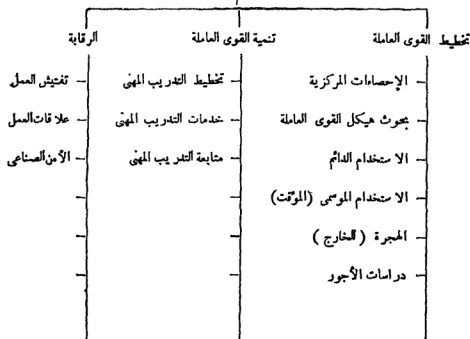 تخطيط القوى العاملة تنمية القوى العاملة الرقابة
الإحصاءات المركزية – تخطيط التدريب المهنى – تفتيش العمل –
بحوث هيكل القوى العاملة – خدمات التدريب المهنى – علاقات العمل –
الاستخدام الدائم – متابعة التدريب المهنى – الأمن الصناعى –
الاستخدام الموسمى (المؤقت) –
الهجرة ( للخارج ) –
دراسات الأجور –